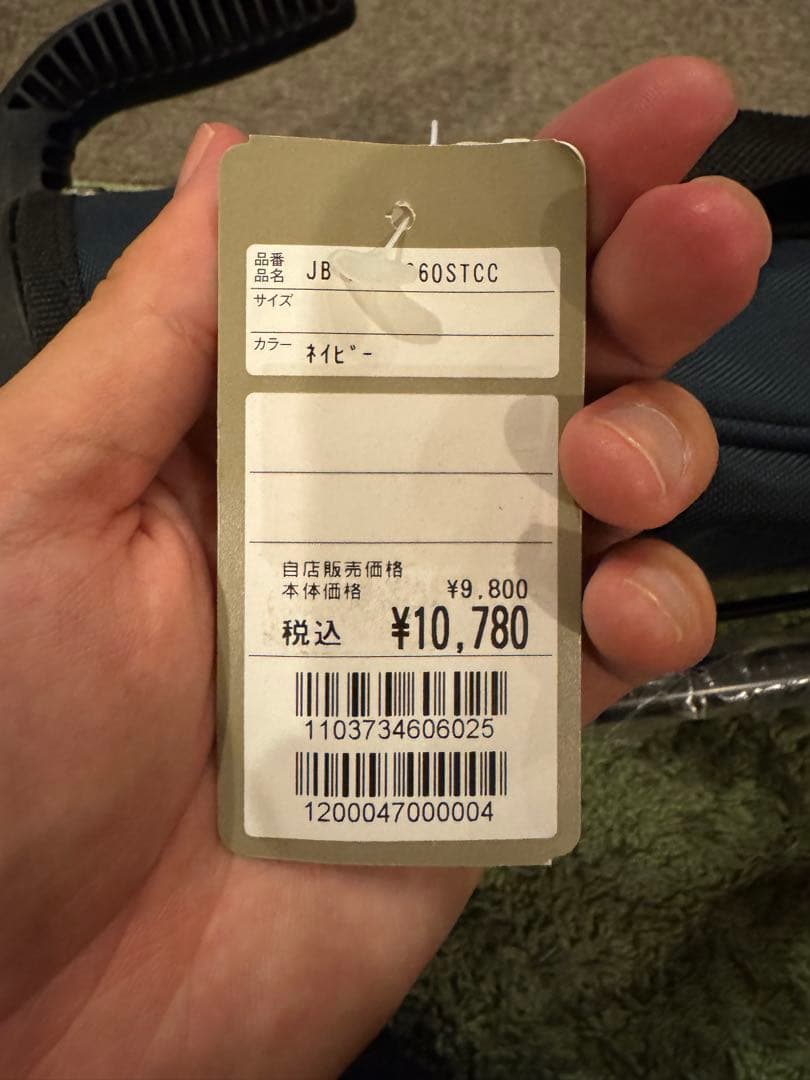 品番
品名 JB 60STCC
サイズ
カラー ネイビー
自店販売価格
本体価格 ¥9,800
税込 ¥10,780
1103734606025
1200047000004